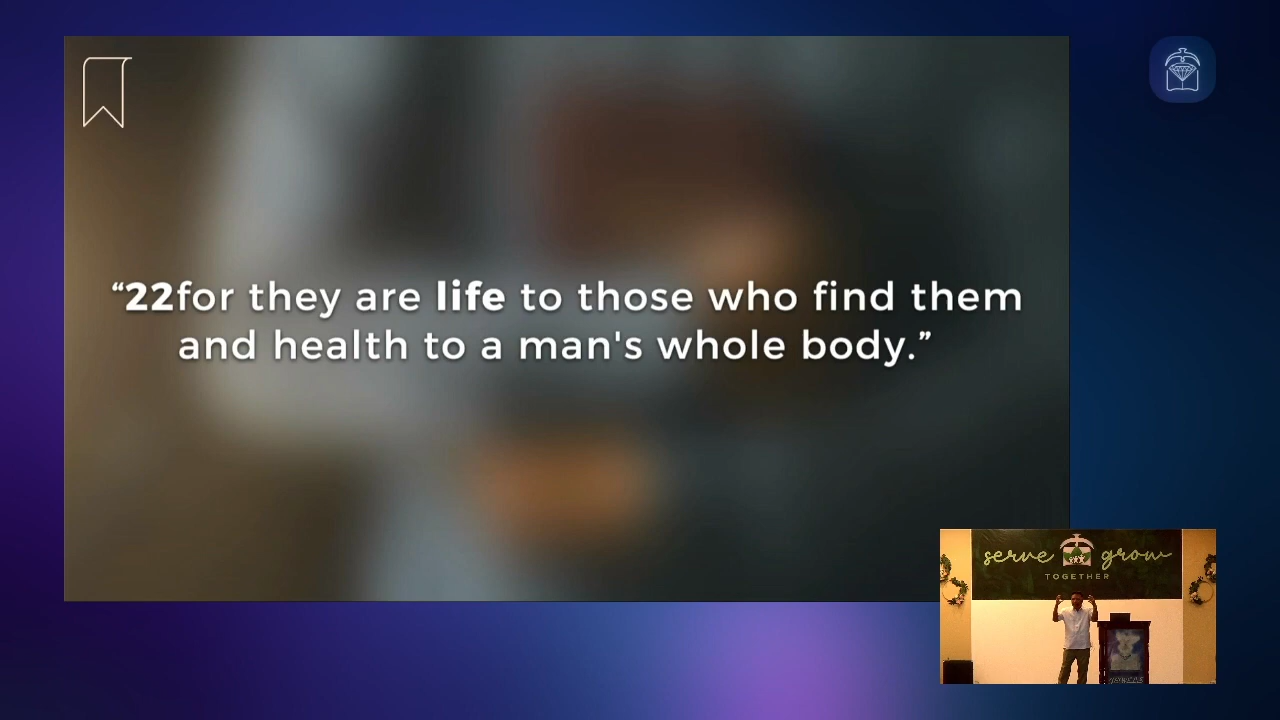 “22for they are life to those who find them
and health to a man's whole body.”
serve grow
TOGETHER